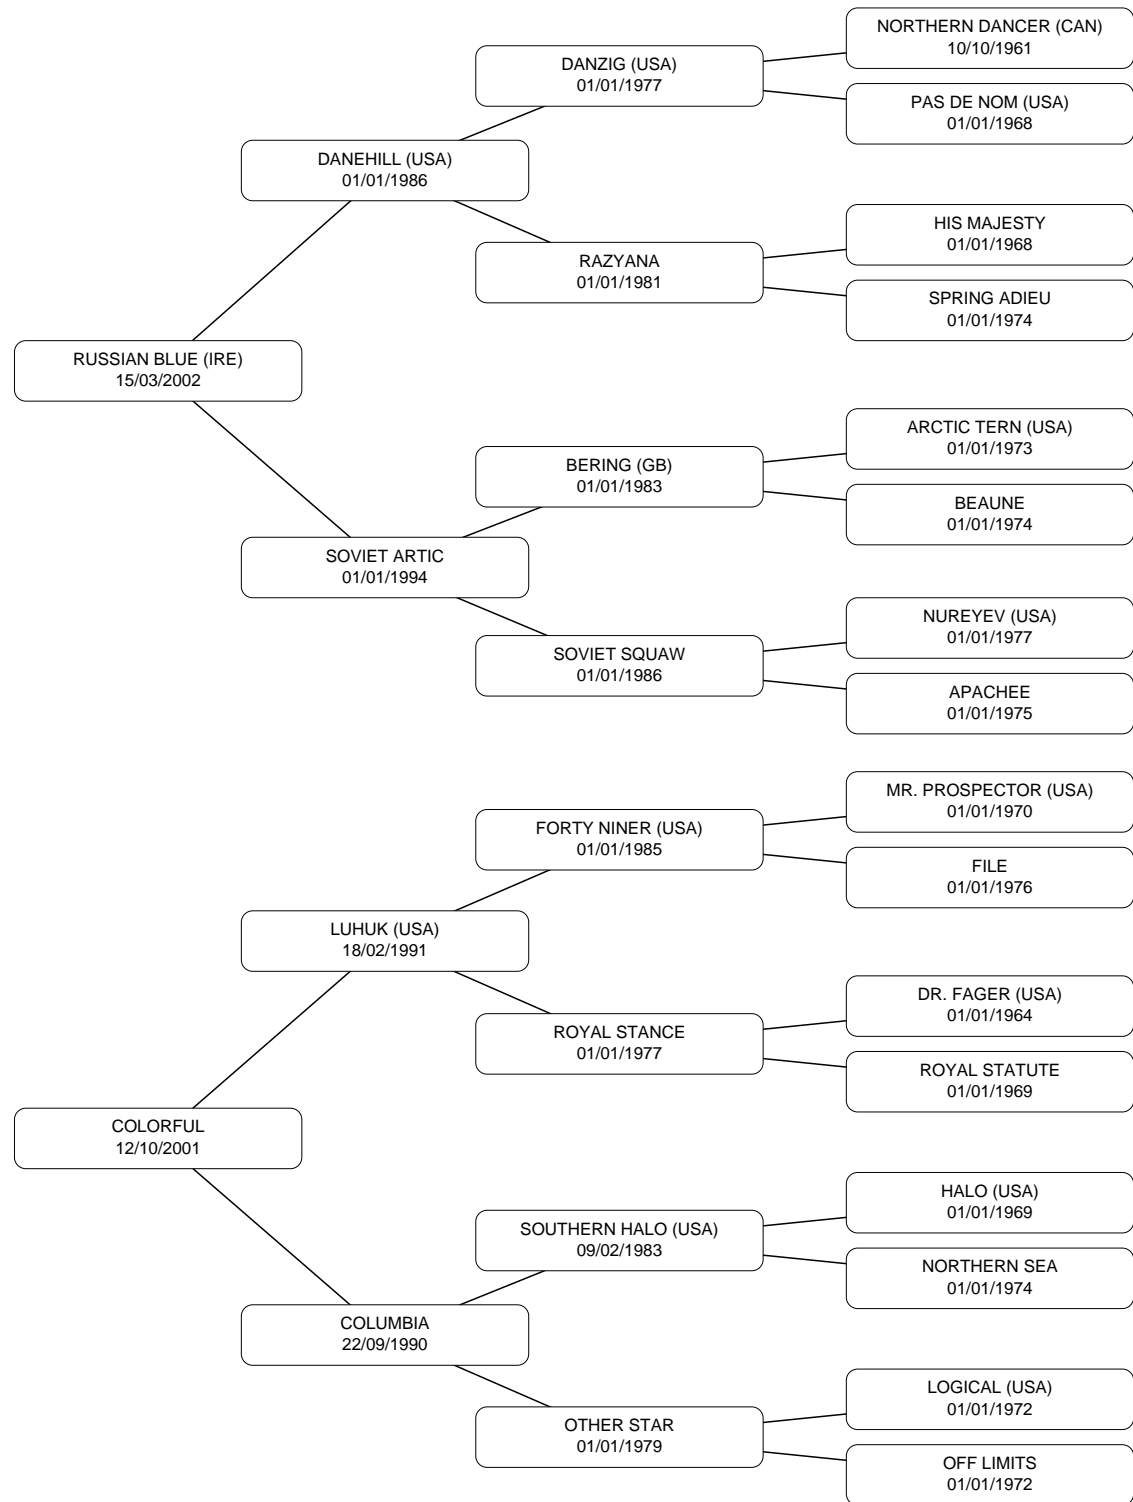 NORTHERN DANCER (CAN)
10/10/1961
DANZIG (USA)
01/01/1977
PAS DE NOM (USA)
01/01/1968
DANEHILL (USA)
01/01/1986
HIS MAJESTY
01/01/1968
RAZYANA
01/01/1981
SPRING ADIEU
01/01/1974
RUSSIAN BLUE (IRE)
15/03/2002
ARCTIC TERN (USA)
01/01/1973
BERING (GB)
01/01/1983
BEAUNE
01/01/1974
SOVIET ARTIC
01/01/1994
NUREYEV (USA)
01/01/1977
SOVIET SQUAW
01/01/1986
APACHEE
01/01/1975
MR. PROSPECTOR (USA)
01/01/1970
FORTY NINER (USA)
01/01/1985
FILE
01/01/1976
LUHUK (USA)
18/02/1991
DR. FAGER (USA)
01/01/1964
ROYAL STANCE
01/01/1977
ROYAL STATUTE
01/01/1969
COLORFUL
12/10/2001
HALO (USA)
01/01/1969
SOUTHERN HALO (USA)
09/02/1983
NORTHERN SEA
01/01/1974
COLUMBIA
22/09/1990
LOGICAL (USA)
01/01/1972
OTHER STAR
01/01/1979
OFF LIMITS
01/01/1972